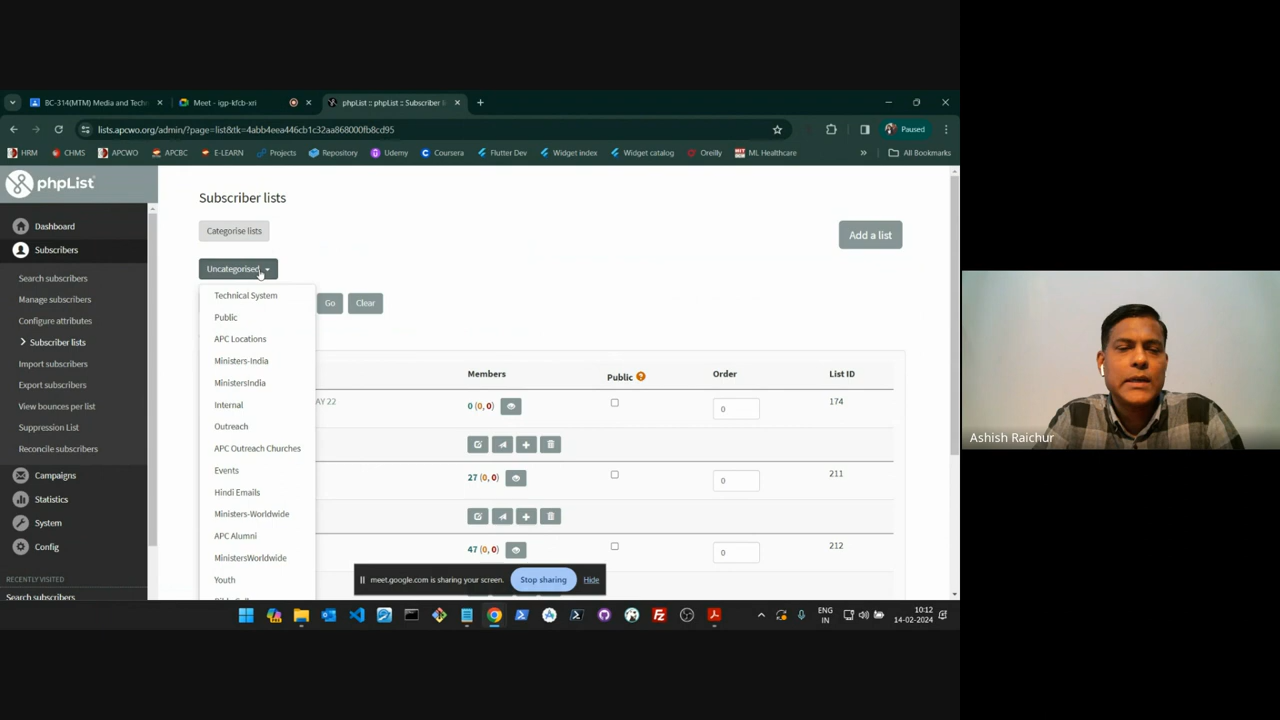 BC-314(MTM) Media and Tech
Meet - igp-kfcb-xri
phpList :: phpList :: Subscriber l
lists.apcwo.org/admin/?page=list&tk=4abb4eea446cb1c32aa868000fb8cd95
Paused
HRM
CHMS
APCWO
APCBC
E-LEARN
Projects
Repository
Udemy
Coursera
Flutter Dev
Widget index
Widget catalog
Oreilly
ML Healthcare
»
All Bookmarks
phpList
Dashboard
Subscribers
Search subscribers
Manage subscribers
Configure attributes
Subscriber lists
Import subscribers
Export subscribers
View bounces per list
Suppression List
Reconcile subscribers
Campaigns
Statistics
System
Config
RECENTLY VISITED
Search subscribers
Subscriber lists
Categorise lists
Add a list
Uncategorised
Go
Clear
Technical System
Public
APC Locations
Ministers-India
MinistersIndia
Internal
Outreach
APC Outreach Churches
Events
Hindi Emails
Ministers-Worldwide
APC Alumni
MinistersWorldwide
Youth
Members
Public
Order
List ID
AY 22
0 (0, 0)
0
174
27 (0, 0)
0
211
47 (0, 0)
0
212
meet.google.com is sharing your screen.
Stop sharing
Hide
ENG
IN
10:12
14-02-2024
Ashish Raichur